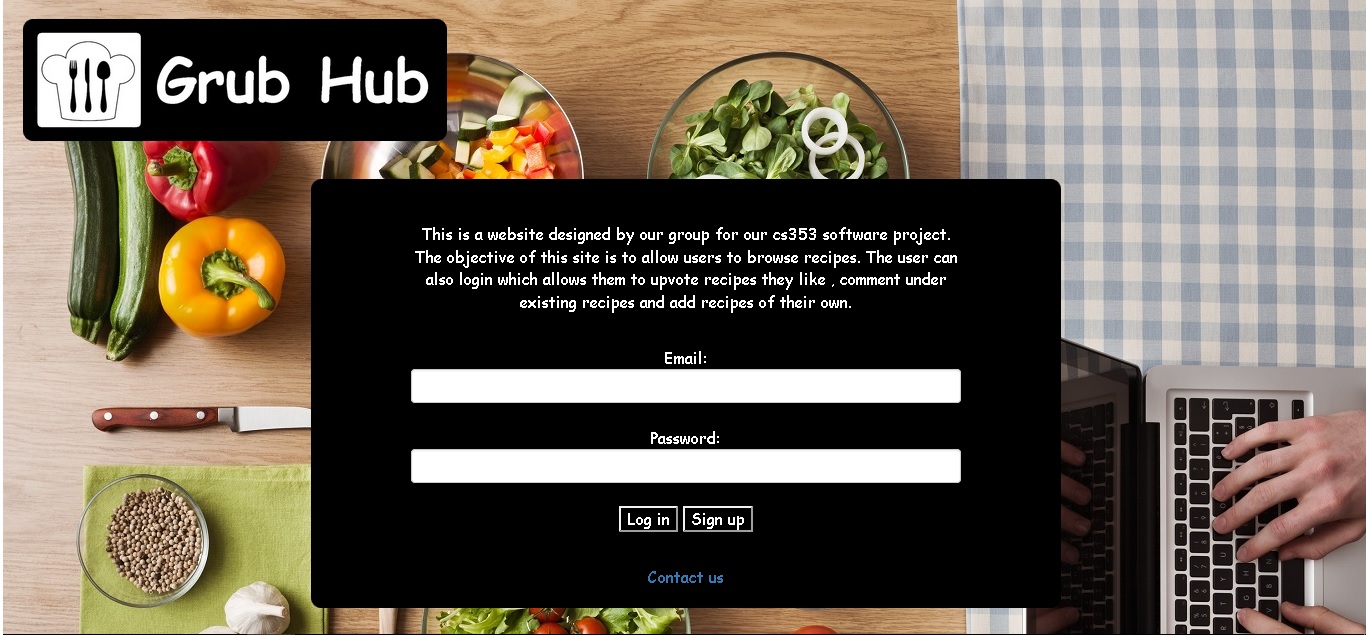 Grub Hub
This is a website designed by our group for our cs353 software project.
The objective of this site is to allow users to browse recipes. The user can
also login which allows them to upvote recipes they like , comment under
existing recipes and add recipes of their own.
Email:
Password:
Log in Sign up
Contact us